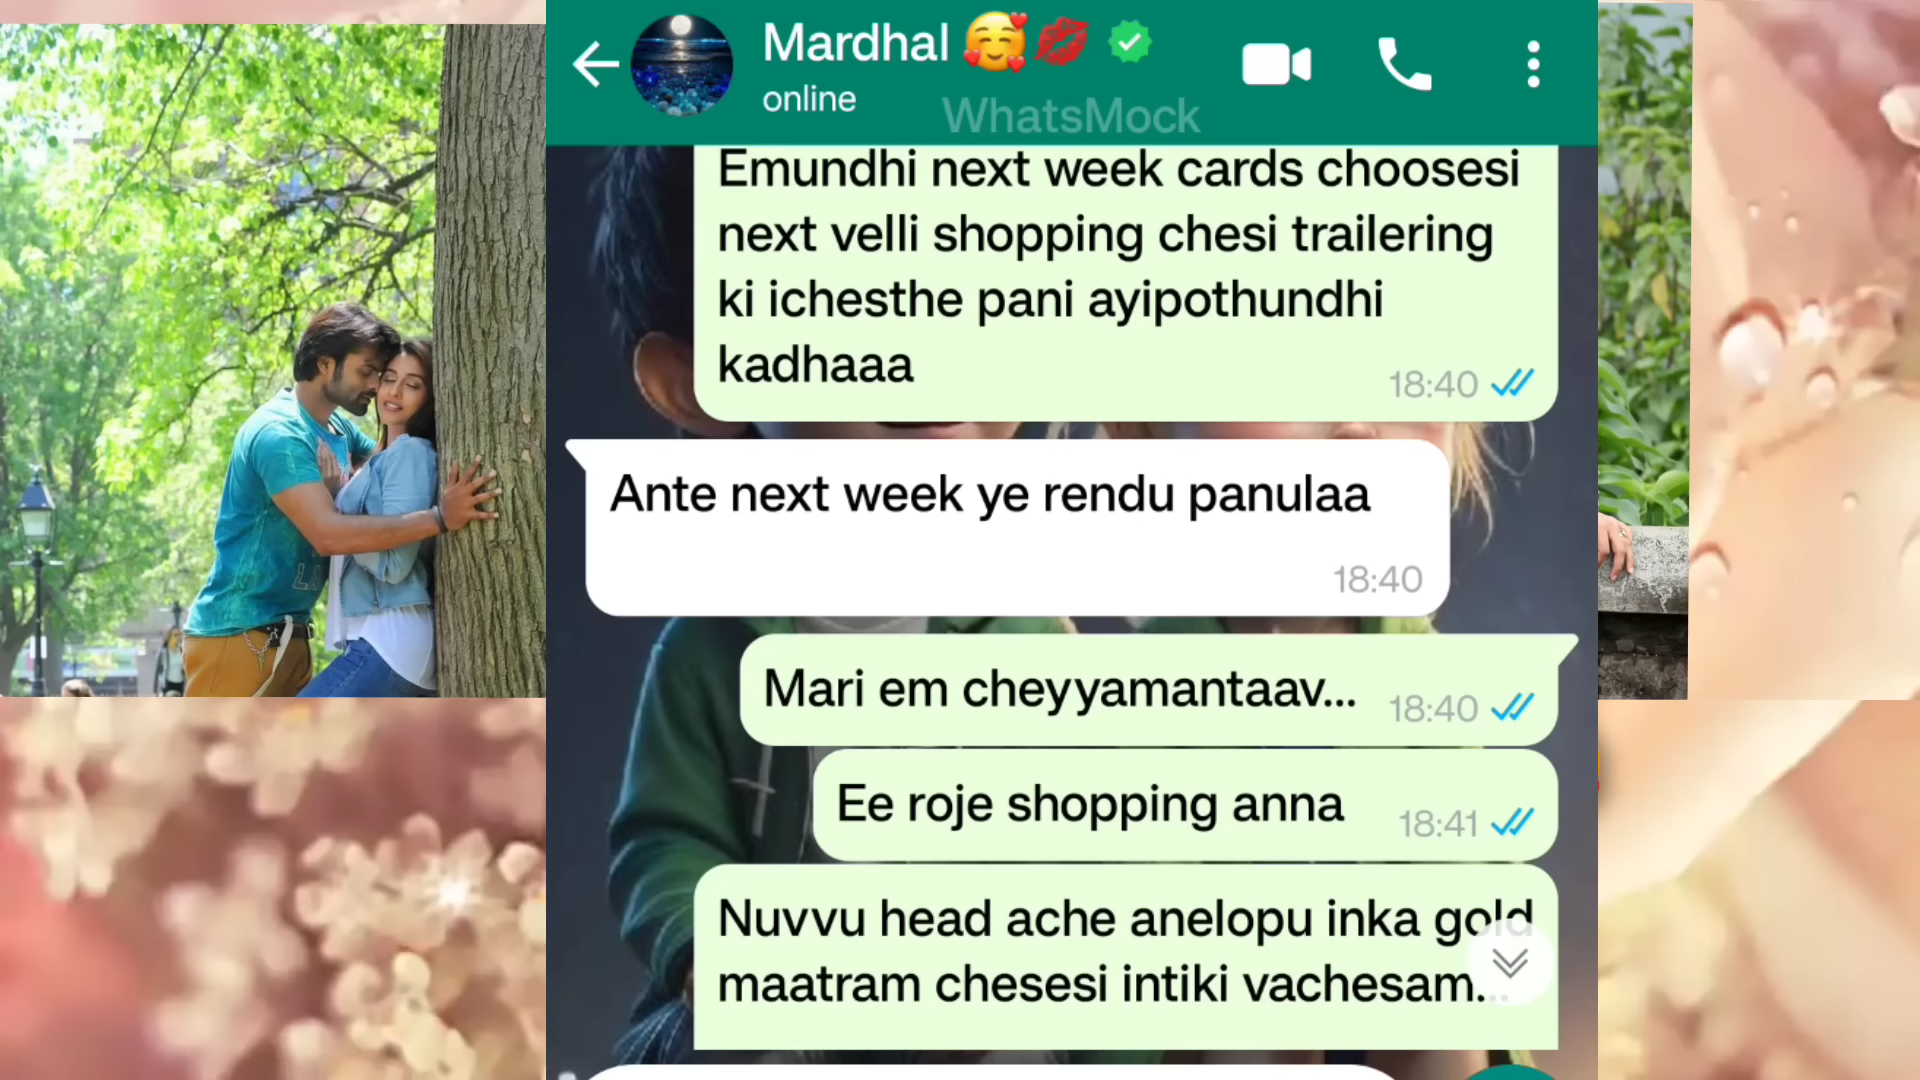 Mardhal 🥰💋
online
WhatsMock
Emundhi next week cards choosesi
next velli shopping chesi trailering
ki ichesthe pani ayipothundhi
kadhaaa
18:40
Ante next week ye rendu panulaa
18:40
Mari em cheyyamantaav... 18:40
Ee roje shopping anna 18:41
Nuvvu head ache anelopu inka gold
maatram chesesi intiki vachesam...